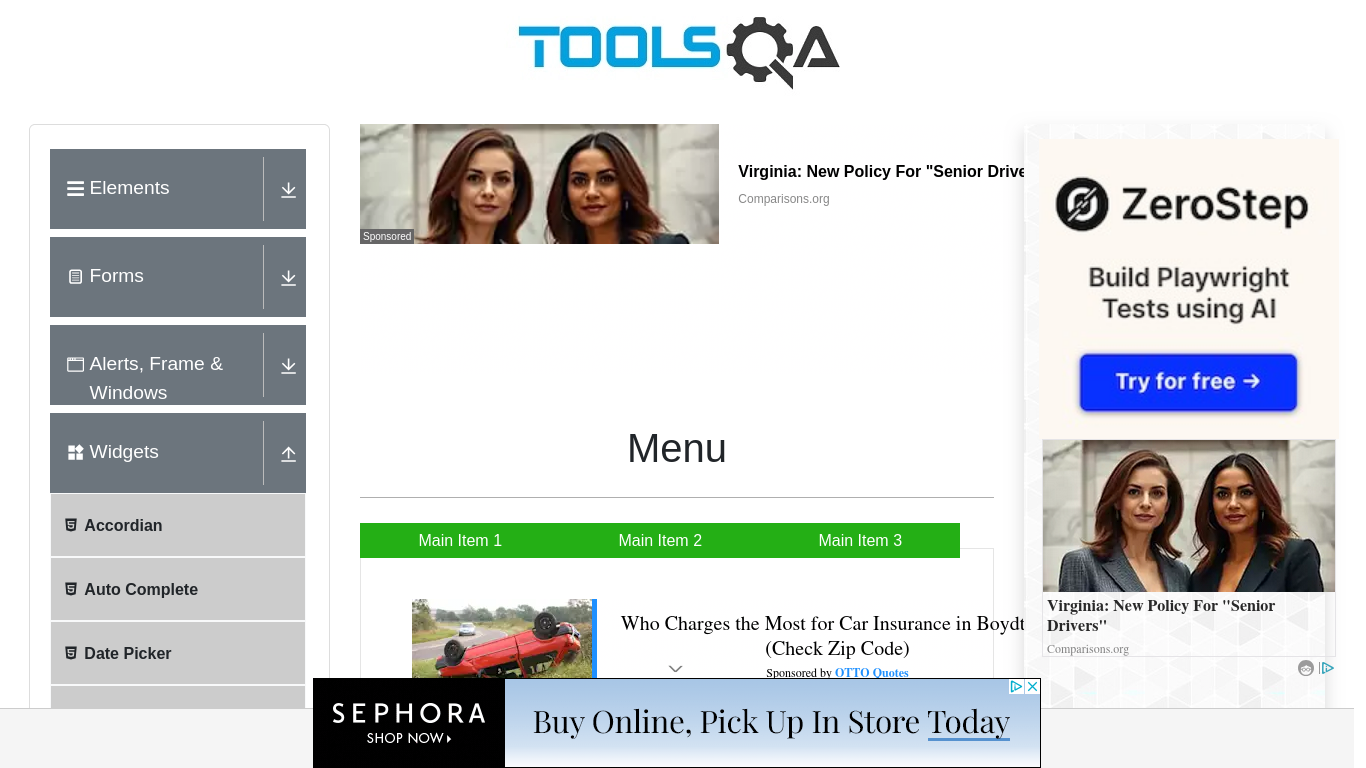 TOOLSQA
Elements
Forms
Alerts, Frame &
Windows
Widgets
Accordian
Auto Complete
Date Picker
Sponsored
Virginia: New Policy For "Senior Drive
Comparisons.org
Menu
Main Item 1
Main Item 2
Main Item 3
Who Charges the Most for Car Insurance in Boydt
(Check Zip Code)
Sponsored by OTTO Quotes
ZeroStep
Build Playwright
Tests using AI
Try for free →
Virginia: New Policy For "Senior
Drivers"
Comparisons.org
SEPHORA
SHOP NOW
Buy Online, Pick Up In Store Today